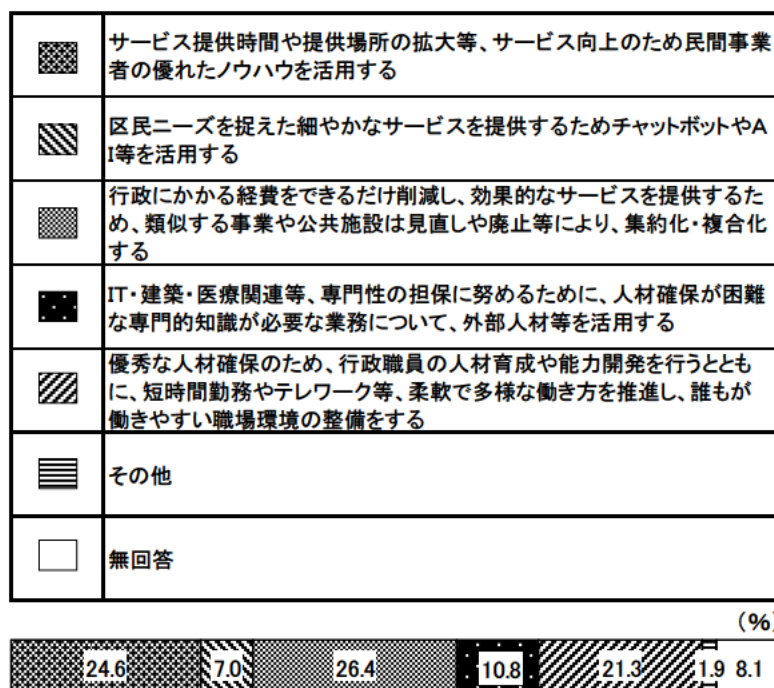 サービス提供時間や提供場所の拡大等、サービス向上のため民間事業
者の優れたノウハウを活用する
区民ニーズを捉えた細やかなサービスを提供するためチャットボットやA
I等を活用する
行政にかかる経費をできるだけ削減し、効果的なサービスを提供するた
め、類似する事業や公共施設は見直しや廃止等により、集約化・複合化
する
IT・建築・医療関連等、専門性の担保に努めるために、人材確保が困難
な専門的知識が必要な業務について、外部人材等を活用する
優秀な人材確保のため、行政職員の人材育成や能力開発を行うととも
に、短時間勤務やテレワーク等、柔軟で多様な働き方を推進し、誰もが
働きやすい職場環境の整備をする
その他
無回答
(%)
24.6 7.0 26.4 10.8 21.3 1.9 8.1